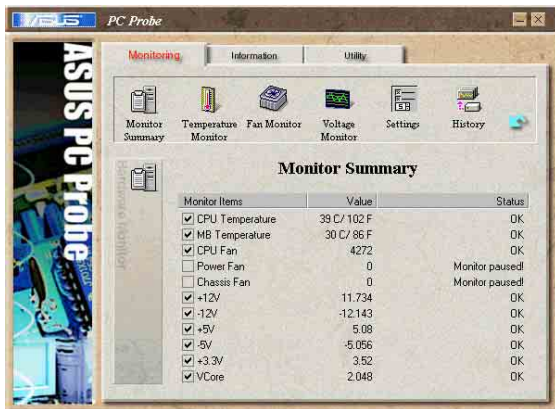 ASUS PC Probe
ASUS PC Probe
Monitoring Information Utility
Monitor Summary Temperature Monitor Fan Monitor Voltage Monitor Settings History
Hardware Monitor
Monitor Summary
Monitor Items Value Status
CPU Temperature 39 C/ 102 F OK
MB Temperature 30 C/ 86 F OK
CPU Fan 4272 OK
Power Fan 0 Monitor paused!
Chassis Fan 0 Monitor paused!
+12V 11.734 OK
-12V -12.143 OK
+5V 5.08 OK
-5V -5.056 OK
+3.3V 3.52 OK
VCore 2.048 OK